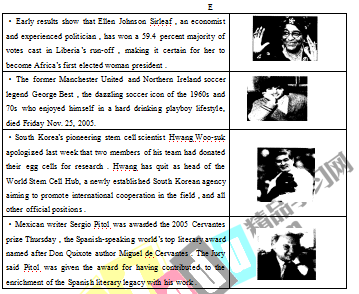 E
• Early results show that Ellen Johnson Sirleaf , an economist
and experienced politician , has won a 59.4 percent majority of
votes cast in Liberia's run-off , making it certain for her to
become Africa's first elected woman president .
• The former Manchester United and Northern Ireland soccer
legend George Best , the dazzling soccer icon of the 1960s and
70s who enjoyed himself in a hard drinking playboy lifestyle,
died Friday Nov. 25, 2005.
• South Korea's pioneering stem cell scientist Hwang Woo-suk
apologized last week that two members of his team had donated
their egg cells for research . Hwang has quit as head of the
World Stem Cell Hub, a newly established South Korean agency
aiming to promote international cooperation in the field , and all
other official positions .
• Mexican writer Sergio Pitol was awarded the 2005 Cervantes
prize Thursday , the Spanish-speaking world's top literary award
named after Don Quixote author Miguel de Cervantes . The Jury
said Pitol was given the award for having contributed to the
enrichment of the Spanish literary legacy with his work .